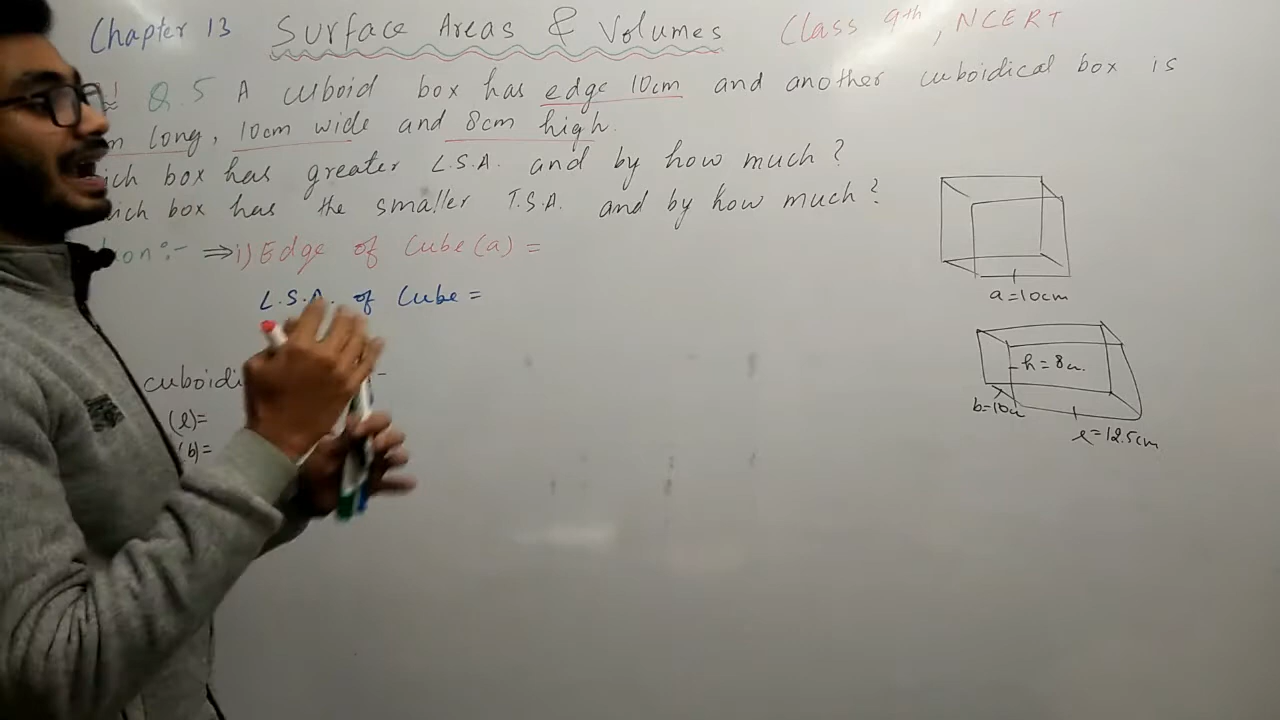 Chapter 13 Surface Areas & Volumes Class 9th, NCERT
Q.5 A cuboid box has edge 10cm and another cuboidical box is
long, 10cm wide and 8cm high.
box has greater L.S.A. and by how much?
box has the smaller T.S.A. and by how much?
⇒ i) Edge of Cube (a) =
L.S.A. of Cube =
a=10cm
h=8cm
b=10cm
l=12.5cm
(l)=
(b)=